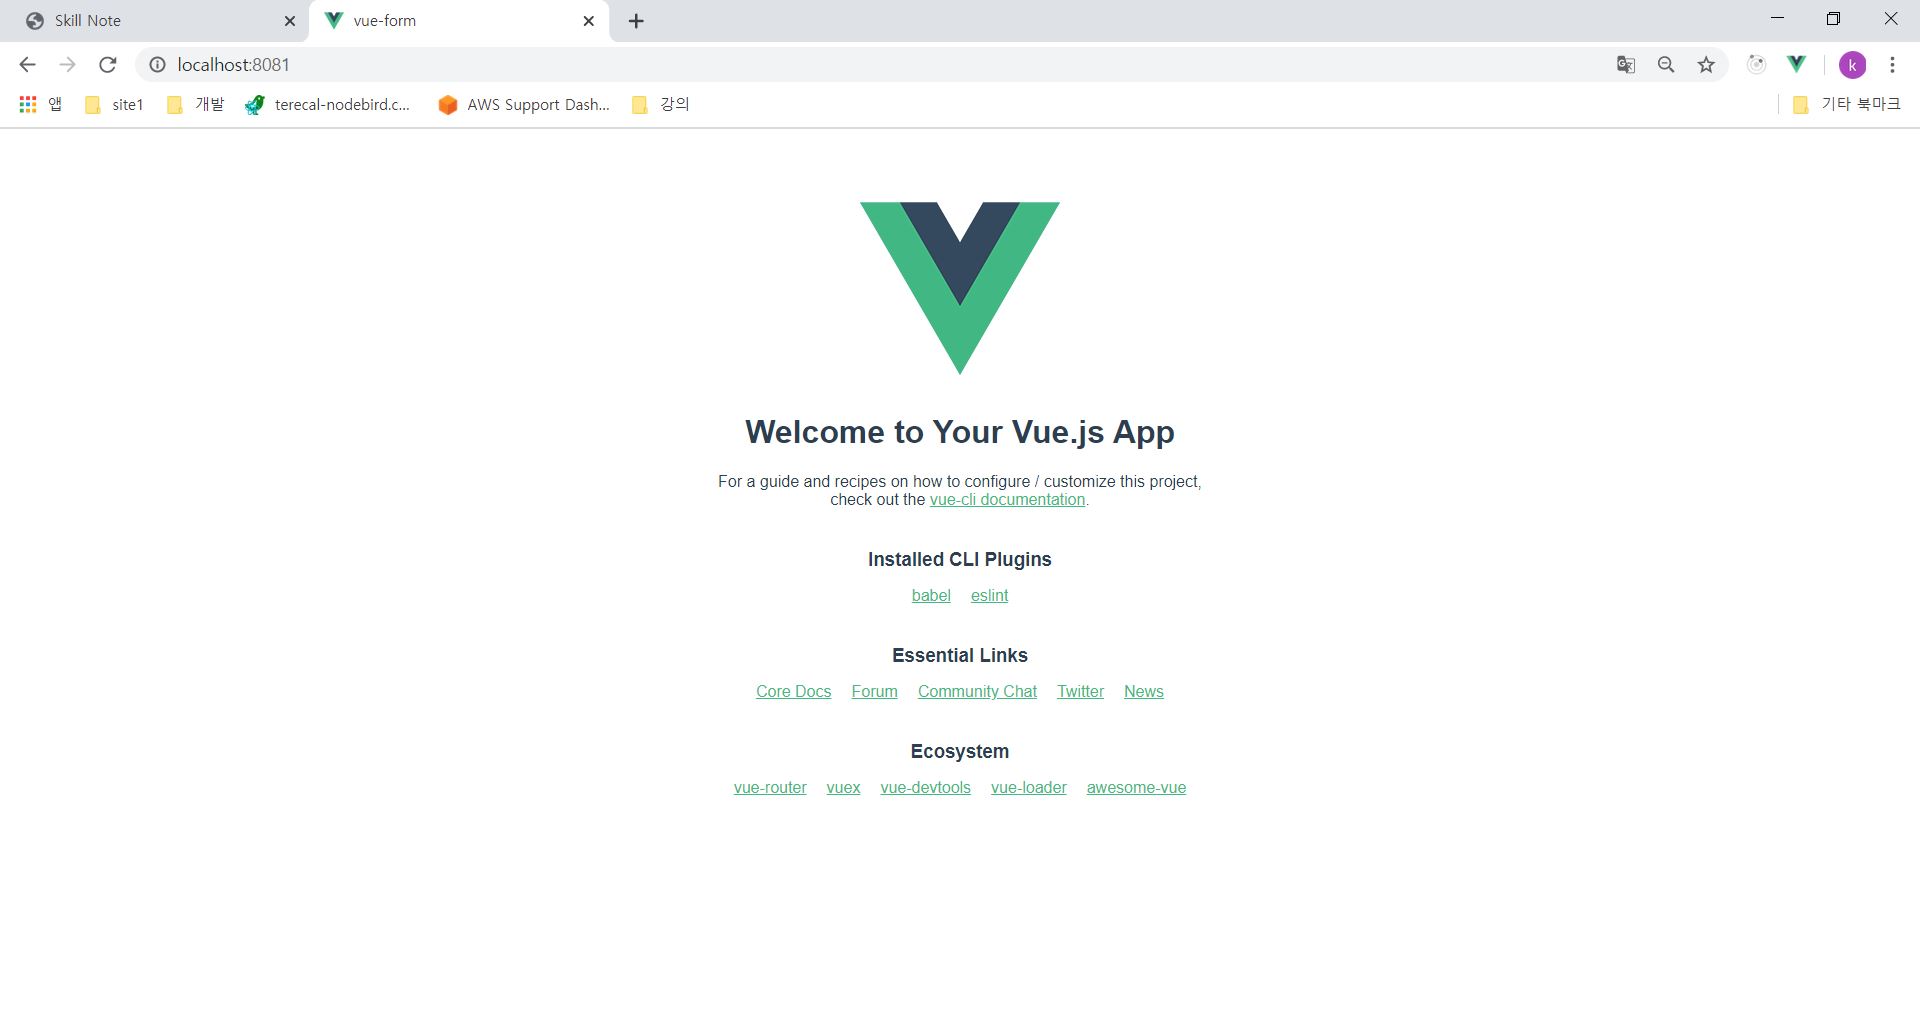 Skill Note
vue-form
localhost:8081
k
앱 site1 개발 terecal-nodebird.c... AWS Support Dash... 강의 기타 북마크
Welcome to Your Vue.js App
For a guide and recipes on how to configure / customize this project,
check out the vue-cli documentation.
Installed CLI Plugins
babel eslint
Essential Links
Core Docs Forum Community Chat Twitter News
Ecosystem
vue-router vuex vue-devtools vue-loader awesome-vue